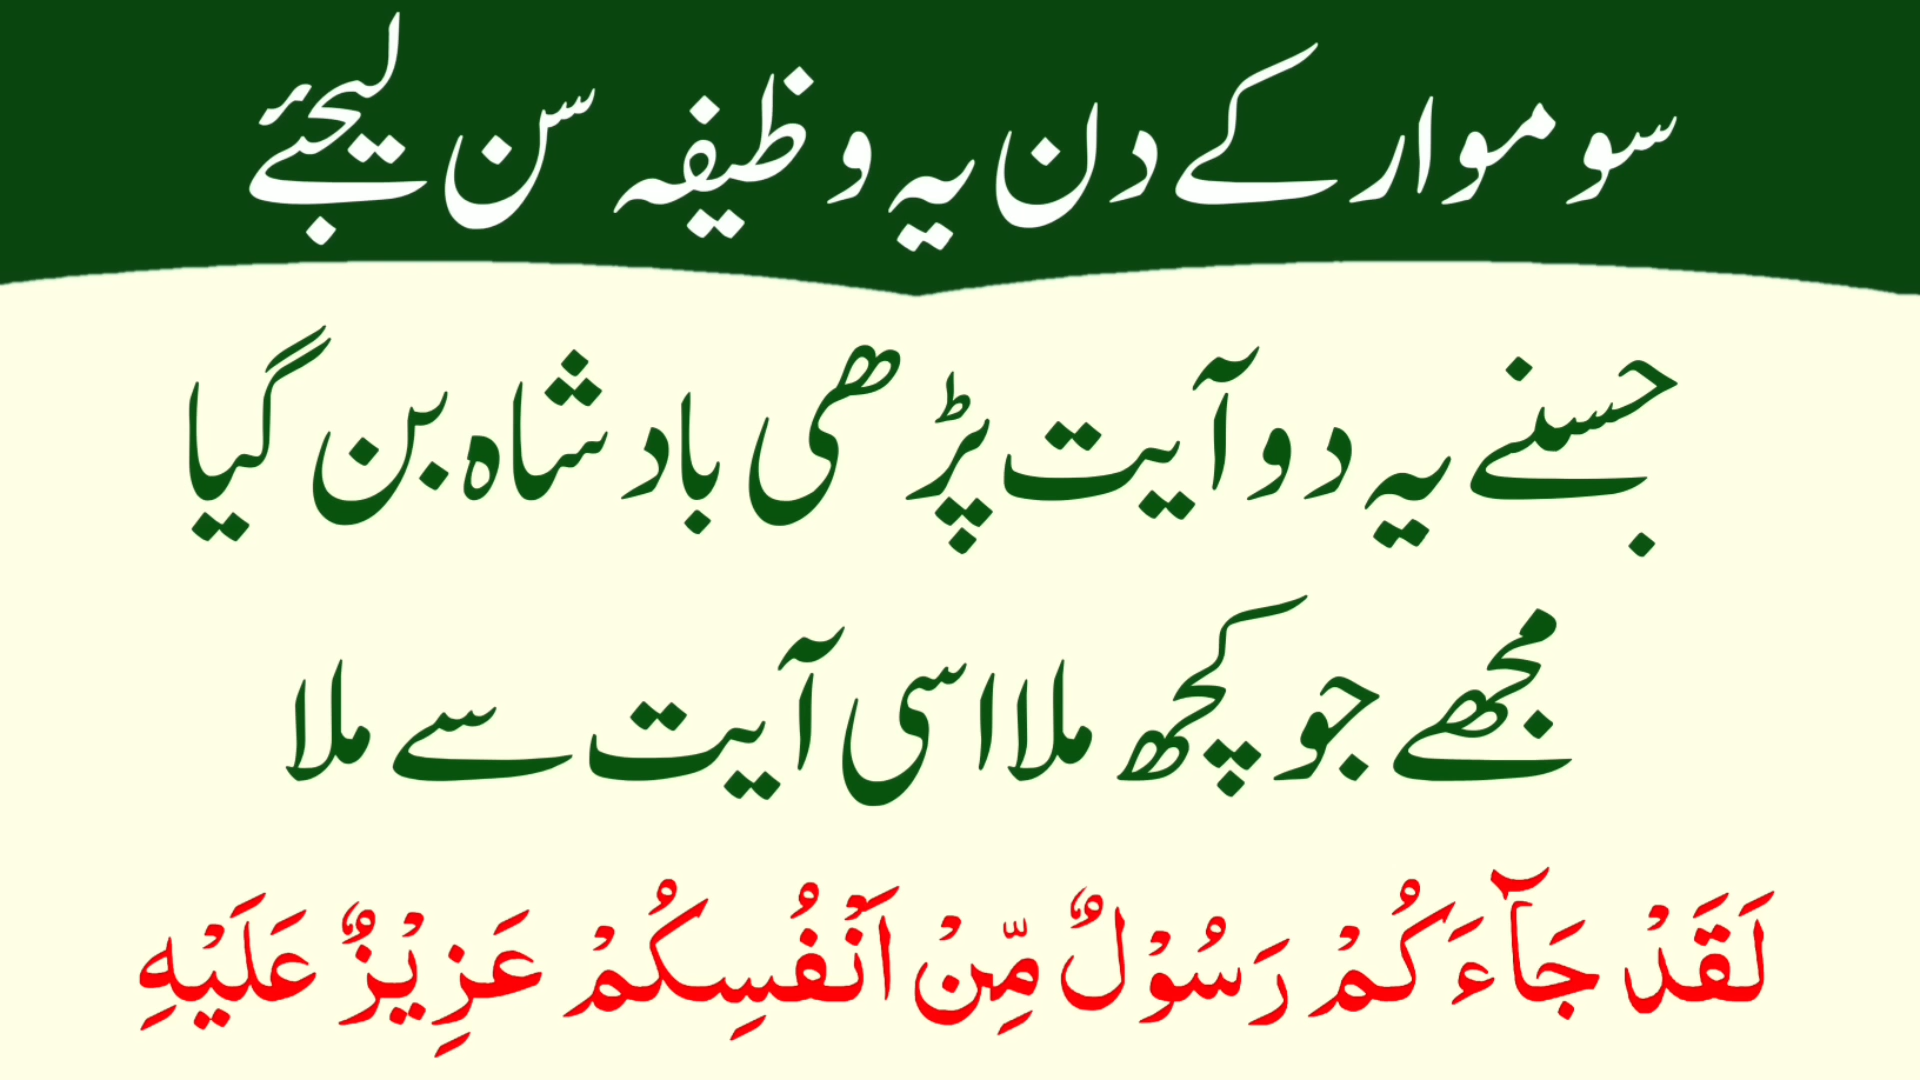 سوموار کے دن یہ وظیفہ سن لیجئے
جسنے یہ دو آیت پڑھی بادشاہ بن گیا
مجھے جو کچھ ملا اسی آیت سے ملا
لَقَدْ جَآءَكُمْ رَسُوْلٌ مِّنْ اَنْفُسِكُمْ عَزِيْزٌ عَلَيْهِ